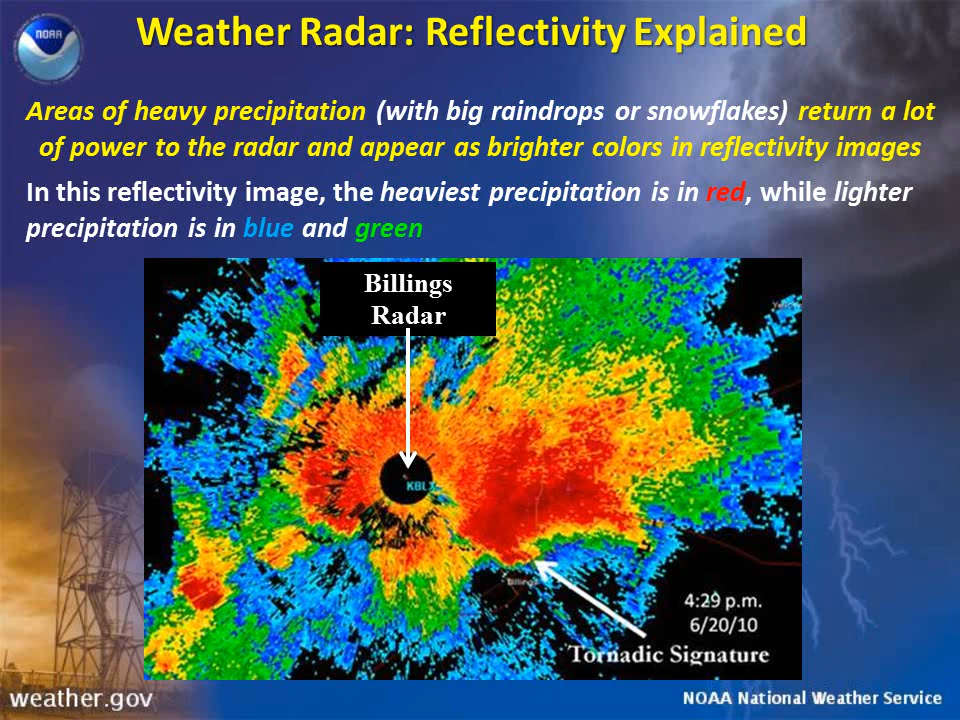 NOAA
Weather Radar: Reflectivity Explained
Areas of heavy precipitation (with big raindrops or snowflakes) return a lot
of power to the radar and appear as brighter colors in reflectivity images
In this reflectivity image, the heaviest precipitation is in red, while lighter
precipitation is in blue and green
Billings
Radar
KBLX
Billings
4:29 p.m.
6/20/10
Tornadic Signature
weather.gov
NOAA National Weather Service